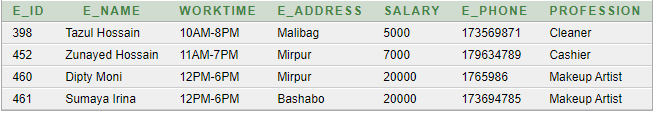 E_ID E_NAME WORKTIME E_ADDRESS SALARY E_PHONE PROFESSION
398 Tazul Hossain 10AM-8PM Malibag 5000 173569871 Cleaner
452 Zunayed Hossain 11AM-7PM Mirpur 7000 179634789 Cashier
460 Dipty Moni 12PM-6PM Mirpur 20000 1765986 Makeup Artist
461 Sumaya Irina 12PM-6PM Bashabo 20000 173694785 Makeup Artist